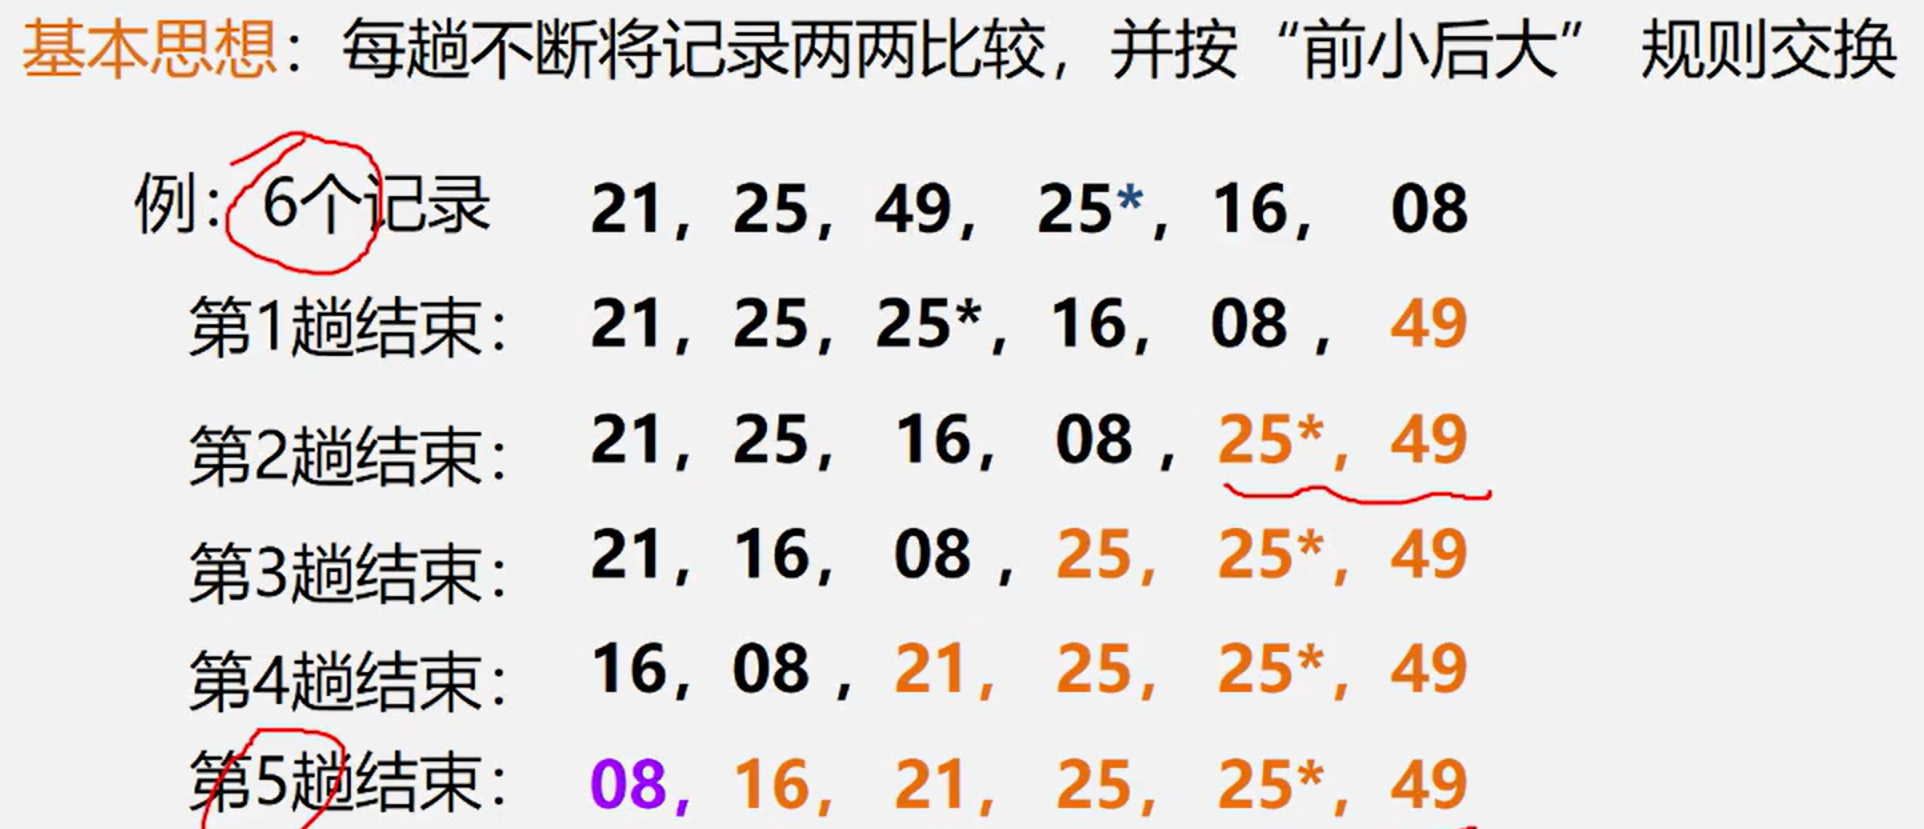 基本思想：每趟不断将记录两两比较，并按“前小后大” 规则交换
例：6个记录 21, 25, 49, 25*, 16, 08
第1趟结束： 21, 25, 25*, 16, 08 , 49
第2趟结束： 21, 25, 16, 08 , 25*, 49
第3趟结束： 21, 16, 08 , 25, 25*, 49
第4趟结束： 16, 08 , 21, 25, 25*, 49
第5趟结束： 08, 16, 21, 25, 25*, 49